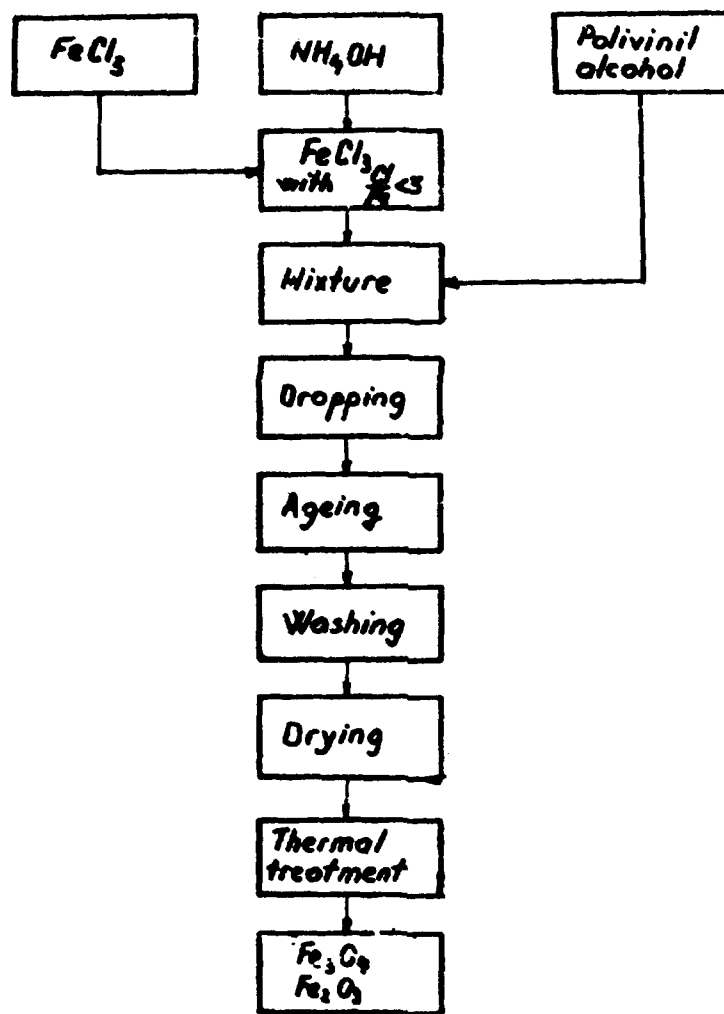 FeCl₃
NH₄OH
Polivinil
alcohol
FeCl₃
with Cl/Fe <3
Mixture
Dropping
Ageing
Washing
Drying
Thermal
treatment
Fe₃O₄
Fe₂O₃